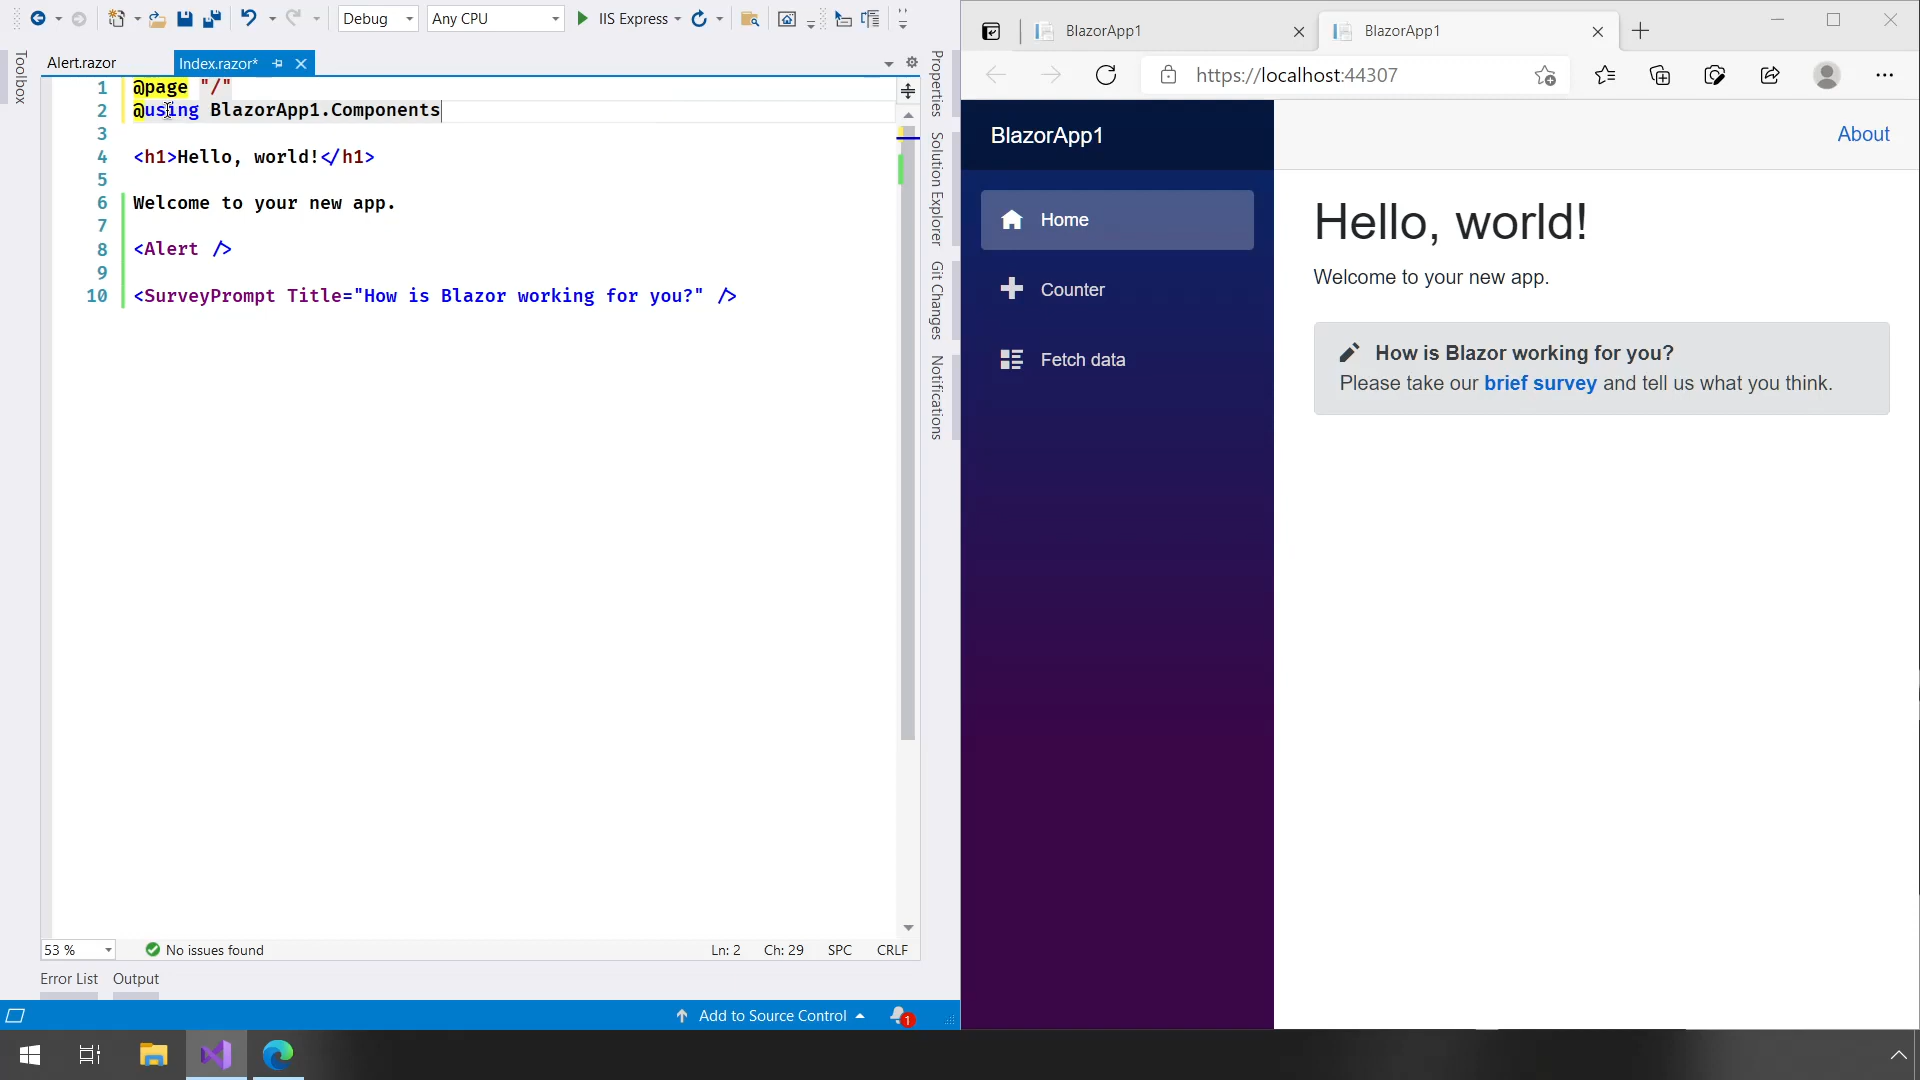 Debug
Any CPU
IIS Express
Toolbox
Alert.razor
Index.razor*
1 @page "/"
2 @using BlazorApp1.Components
3
4 <h1>Hello, world!</h1>
5
6 Welcome to your new app.
7
8 <Alert />
9
10 <SurveyPrompt Title="How is Blazor working for you?" />
Properties
Solution Explorer
Git Changes
Notifications
53 %
No issues found
Ln: 2 Ch: 29 SPC CRLF
Error List Output
Add to Source Control
1
BlazorApp1
BlazorApp1
https://localhost:44307
BlazorApp1
About
Home
Counter
Fetch data
Hello, world!
Welcome to your new app.
How is Blazor working for you?
Please take our brief survey and tell us what you think.